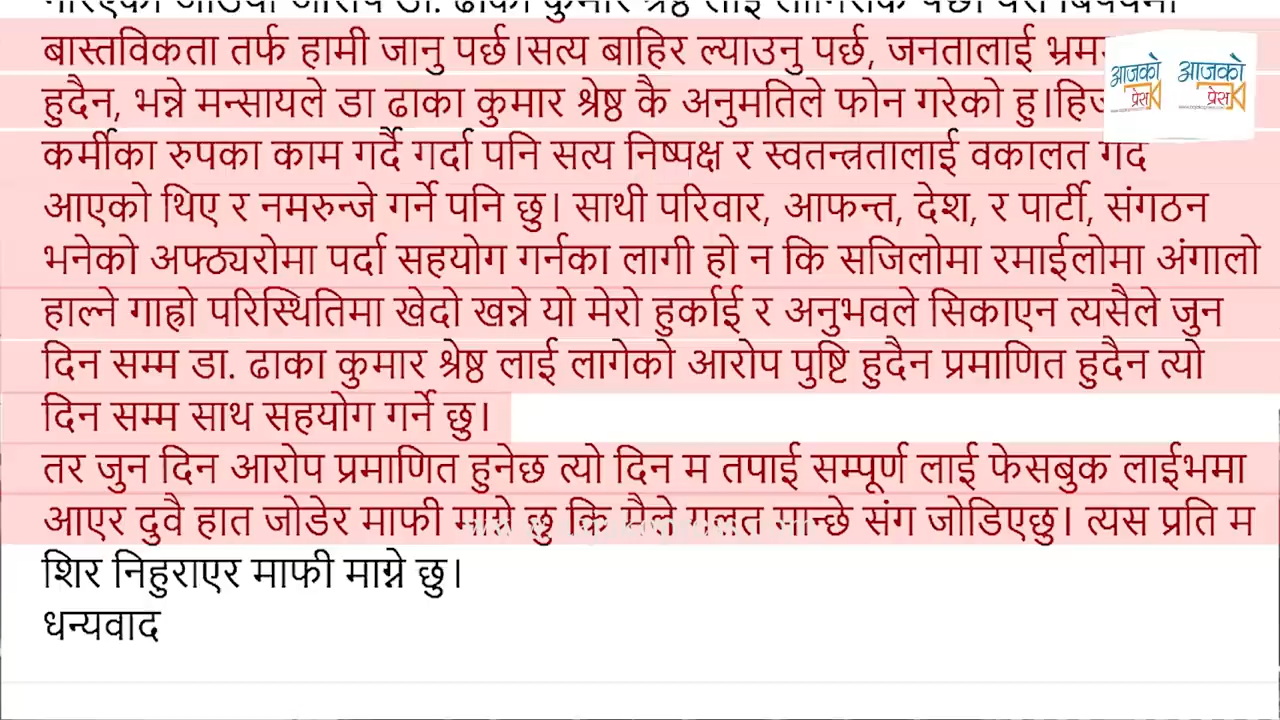 बास्तविकता तर्फ हामी जानु पर्छ।सत्य बाहिर ल्याउनु पर्छ, जनतालाई
हुदैन, भन्ने मन्सायले डा ढाका कुमार श्रेष्ठ कै अनुमतिले फोन गरेको हु।
कर्मीका रुपका काम गर्दै गर्दा पनि सत्य निष्पक्ष र स्वतन्त्रतालाई वकालत गर्दै
आएको थिए र नमरुन्जे गर्ने पनि छु। साथी परिवार, आफन्त, देश, र पार्टी, संगठन
भनेको अफ्ठ्यरोमा पर्दा सहयोग गर्नका लागी हो न कि सजिलोमा रमाईलोमा अंगालो
हाल्ने गाह्रो परिस्थितिमा खेदो खन्ने यो मेरो हुर्काई र अनुभवले सिकाएन त्यसैले जुन
दिन सम्म डा. ढाका कुमार श्रेष्ठ लाई लागेको आरोप पुष्टि हुदैन प्रमाणित हुदैन त्यो
दिन सम्म साथ सहयोग गर्ने छु।
तर जुन दिन आरोप प्रमाणित हुनेछ त्यो दिन म तपाई सम्पूर्ण लाई फेसबुक लाईभमा
आएर दुवै हात जोडेर माफी माग्ने छु कि मैले गलत मान्छे संग जोडिएछु। त्यस प्रति म
शिर निहुराएर माफी माग्ने छु।
धन्यवाद
आजको प्रेस
आजको प्रेस